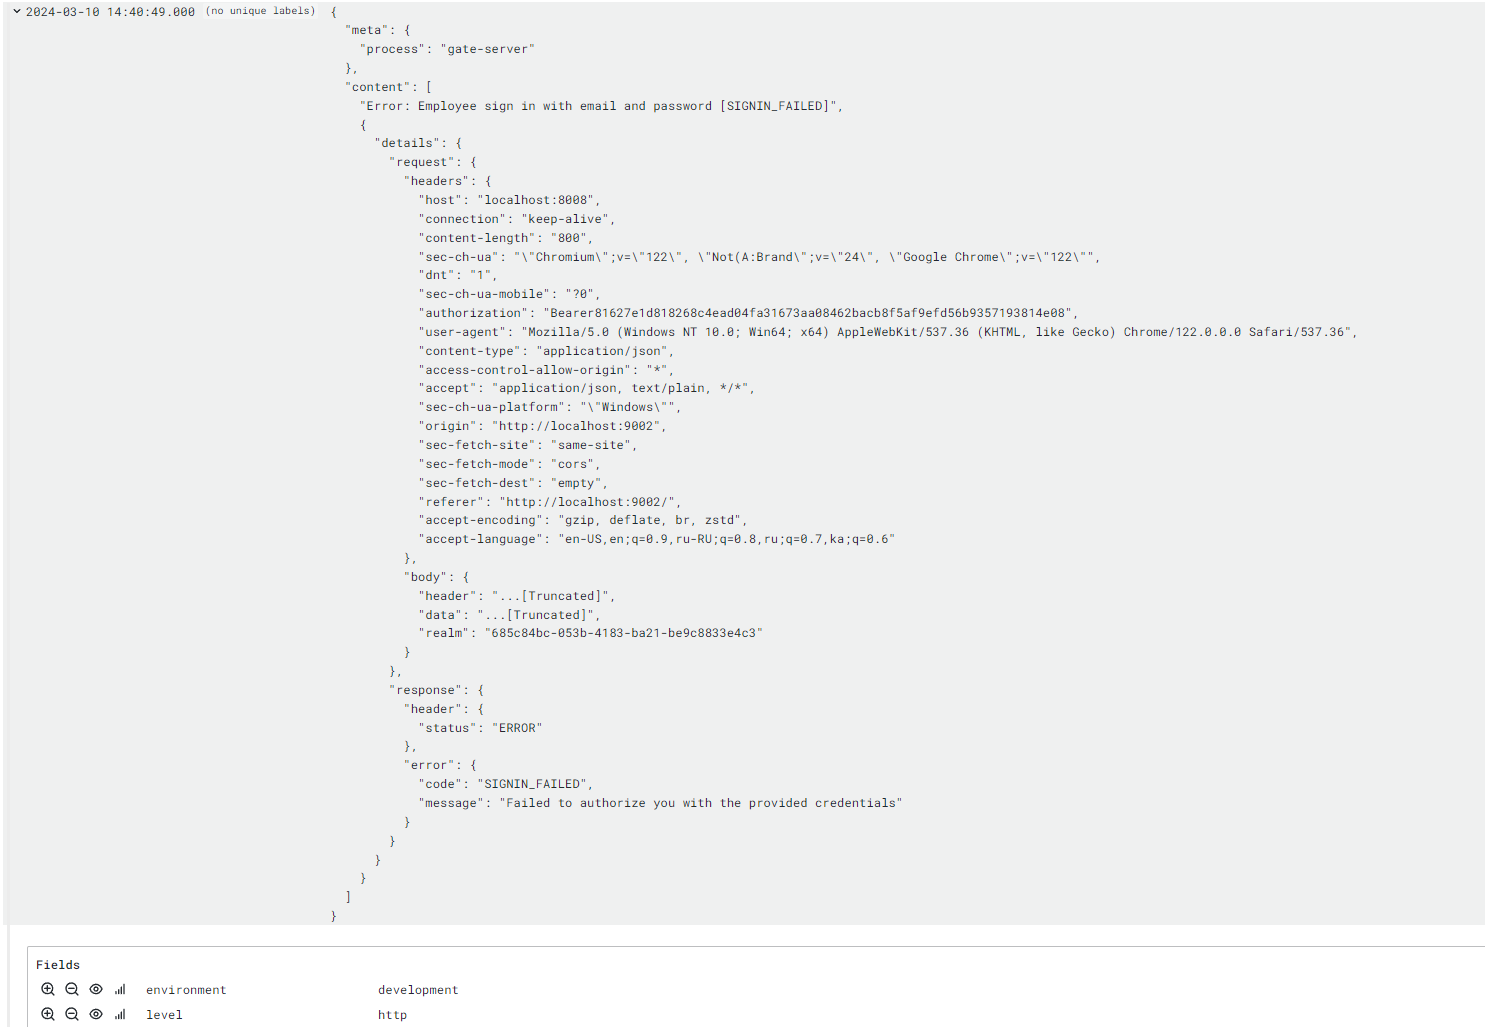 2024-03-10 14:40:49.000 (no unique labels) {
"meta": {
"process": "gate-server"
},
"content": [
"Error: Employee sign in with email and password [SIGNIN_FAILED]",
{
"details": {
"request": {
"headers": {
"host": "localhost:8008",
"connection": "keep-alive",
"content-length": "800",
"sec-ch-ua": "\"Chromium\";v=\"122\", \"Not(A:Brand\";v=\"24\", \"Google Chrome\";v=\"122\"",
"dnt": "1",
"sec-ch-ua-mobile": "?0",
"authorization": "Bearer81627e1d818268c4ead04fa31673aa08462bacb8f5af9efd56b9357193814e08",
"user-agent": "Mozilla/5.0 (Windows NT 10.0; Win64; x64) AppleWebKit/537.36 (KHTML, like Gecko) Chrome/122.0.0.0 Safari/537.36",
"content-type": "application/json",
"access-control-allow-origin": "*",
"accept": "application/json, text/plain, */*",
"sec-ch-ua-platform": "\"Windows\"",
"origin": "http://localhost:9002",
"sec-fetch-site": "same-site",
"sec-fetch-mode": "cors",
"sec-fetch-dest": "empty",
"referer": "http://localhost:9002/",
"accept-encoding": "gzip, deflate, br, zstd",
"accept-language": "en-US,en;q=0.9,ru-RU;q=0.8,ru;q=0.7,ka;q=0.6"
},
"body": {
"header": "...[Truncated]",
"data": "...[Truncated]",
"realm": "685c84bc-053b-4183-ba21-be9c8833e4c3"
}
},
"response": {
"header": {
"status": "ERROR"
},
"error": {
"code": "SIGNIN_FAILED",
"message": "Failed to authorize you with the provided credentials"
}
}
}
}
]
}
Fields
environment development
level http